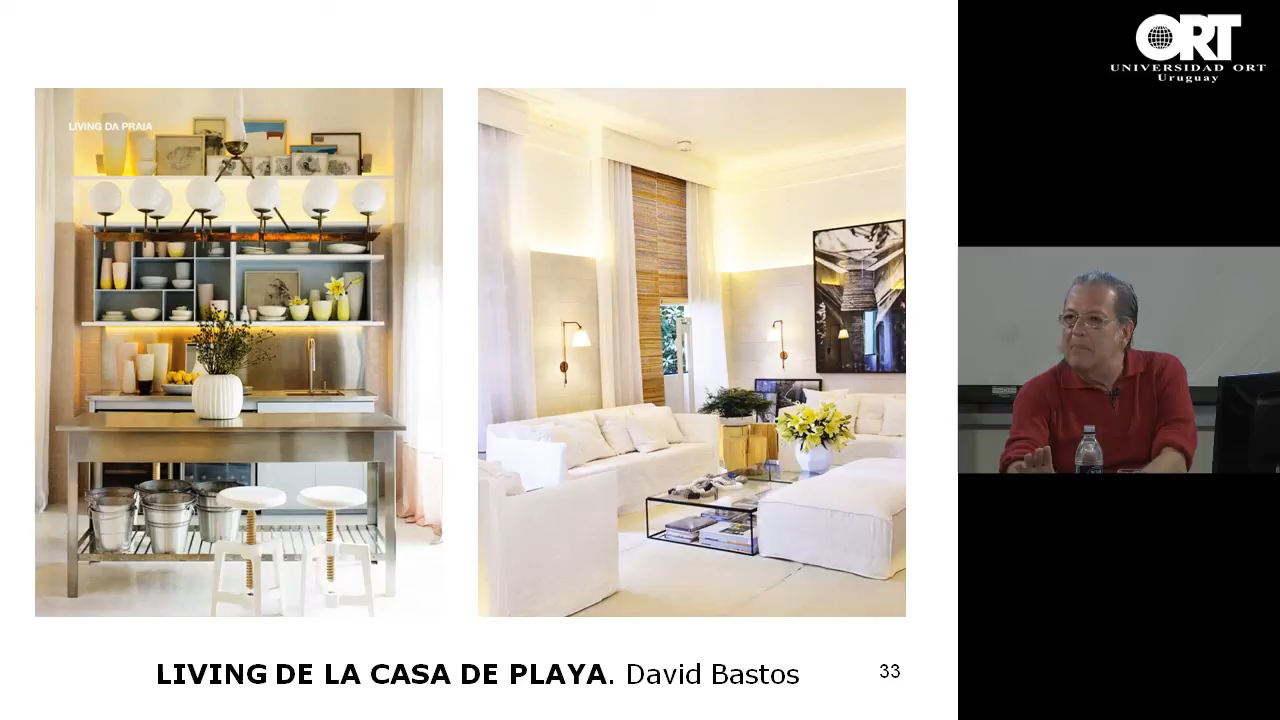 ORT
UNIVERSIDAD ORT
Uruguay
LIVING DA PRAIA
LIVING DE LA CASA DE PLAYA. David Bastos
33